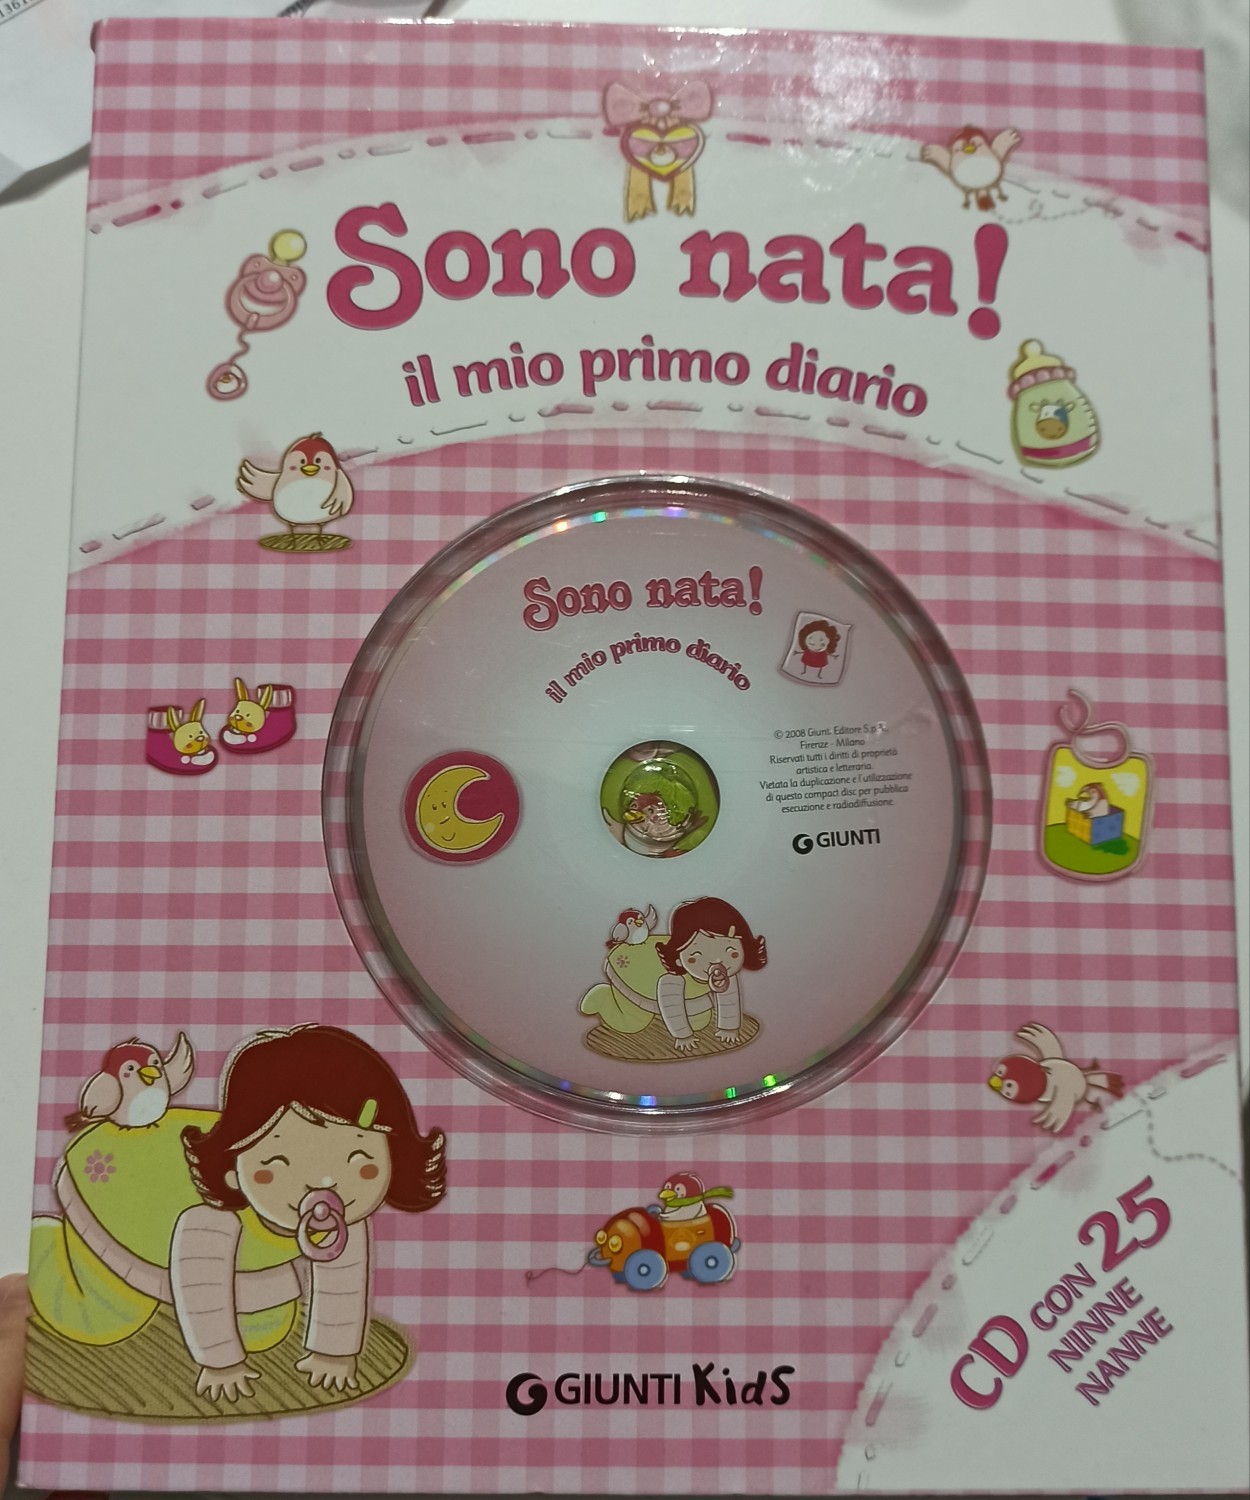 Sono nata!
il mio primo diario
Sono nata!
il mio primo diario
© 2008 Giunti Editore S.p.A.
Firenze - Milano
Riservati tutti i diritti di proprietà
artistica e letteraria.
Vietata la duplicazione e l'utilizzazione
di questo compact disc per pubblica
esecuzione e radiodiffusione.
GIUNTI
GIUNTI KidS
CD CON 25
NINNE
NANNE